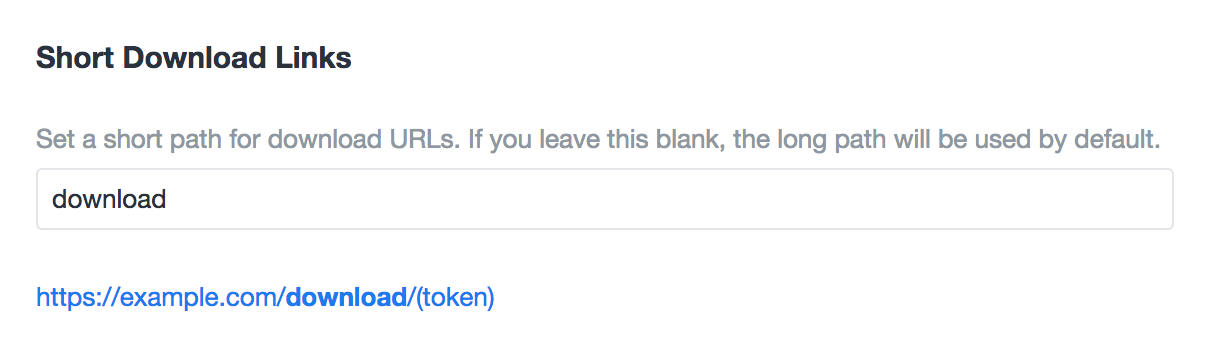 Short Download Links
Set a short path for download URLs. If you leave this blank, the long path will be used by default.
download
https://example.com/download/(token)